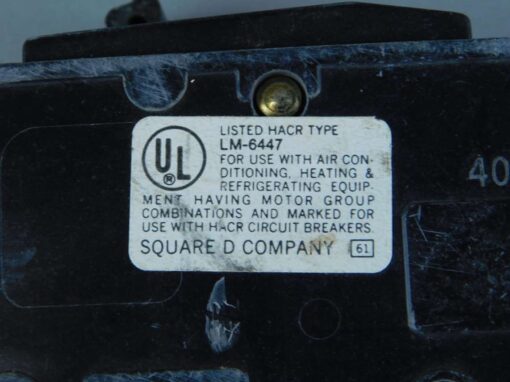 LISTED HACR TYPE
LM-6447
FOR USE WITH AIR CON-
DITIONING, HEATING &
REFRIGERATING EQUIP-
MENT HAVING MOTOR GROUP
COMBINATIONS AND MARKED FOR
USE WITH HACR CIRCUIT BREAKERS.
SQUARE D COMPANY 61
UL
®
40